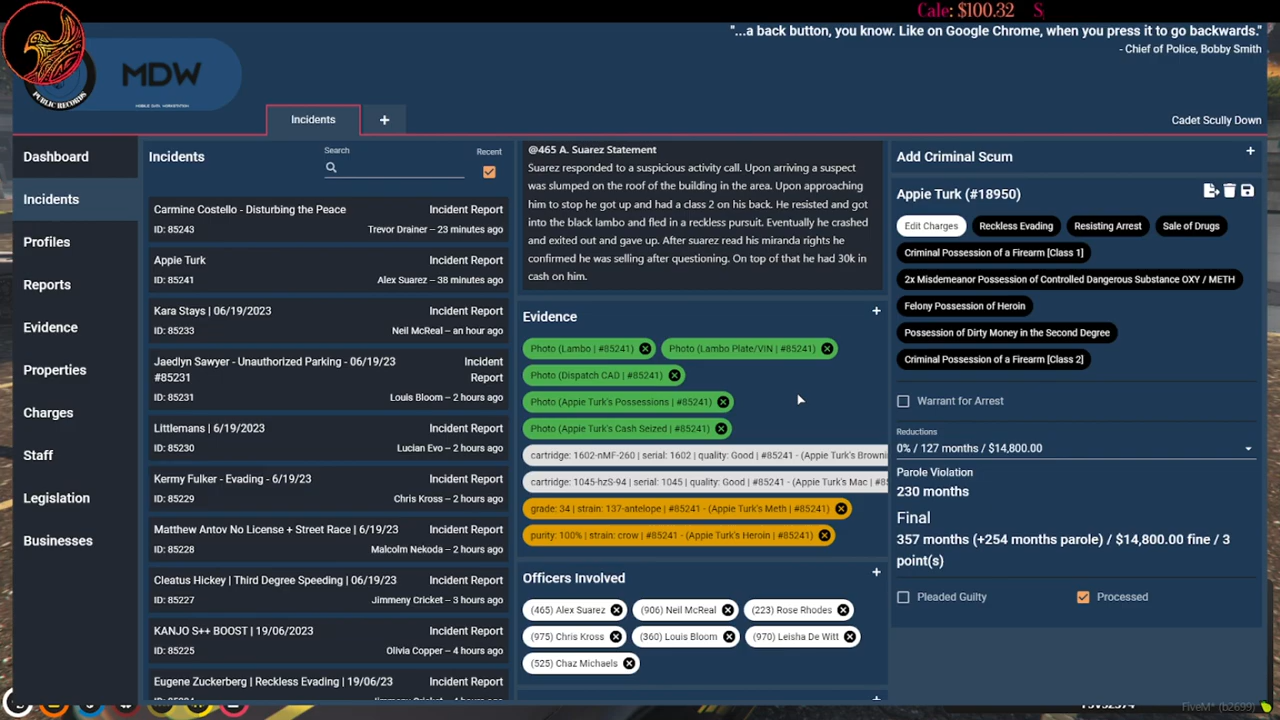 Cale: $100.32 S
"...a back button, you know. Like on Google Chrome, when you press it to go backwards."
- Chief of Police, Bobby Smith
MDW
MOBILE DATA WORKSTATION
PUBLIC RECORDS
Incidents
+
Cadet Scully Down
Dashboard
Incidents
Profiles
Reports
Evidence
Properties
Charges
Staff
Legislation
Businesses
Incidents
Search
Recent
Carmine Costello - Disturbing the Peace
Incident Report
ID: 85243
Trevor Drainer – 23 minutes ago
Appie Turk
Incident Report
ID: 85241
Alex Suarez – 38 minutes ago
Kara Stays | 06/19/2023
Incident Report
ID: 85233
Neil McReal – an hour ago
Jaedlyn Sawyer - Unauthorized Parking - 06/19/23
#85231
Incident
Report
ID: 85231
Louis Bloom – 2 hours ago
Littlemans | 6/19/2023
Incident Report
ID: 85230
Lucian Evo – 2 hours ago
Kermy Fulker - Evading - 6/19/23
Incident Report
ID: 85229
Chris Kross – 2 hours ago
Matthew Antov No License + Street Race | 6/19/23
Incident Report
ID: 85228
Malcolm Nekoda – 2 hours ago
Cleatus Hickey | Third Degree Speeding | 06/19/23
Incident Report
ID: 85227
Jimmeny Cricket – 3 hours ago
KANJO S++ BOOST | 19/06/2023
Incident Report
ID: 85225
Olivia Copper – 4 hours ago
Eugene Zuckerberg | Reckless Evading | 19/06/23
Incident Report
@465 A. Suarez Statement
Suarez responded to a suspicious activity call. Upon arriving a suspect
was slumped on the roof of the building in the area. Upon approaching
him to stop he got up and had a class 2 on his back. He resisted and got
into the black lambo and fled in a reckless pursuit. Eventually he crashed
and exited out and gave up. After suarez read his miranda rights he
confirmed he was selling after questioning. On top of that he had 30k in
cash on him.
Evidence
+
Photo (Lambo | #85241)
Photo (Lambo Plate/VIN | #85241)
Photo (Dispatch CAD | #85241)
Photo (Appie Turk's Possessions | #85241)
Photo (Appie Turk's Cash Seized | #85241)
cartridge: 1602-nMF-260 | serial: 1602 | quality: Good | #85241 - (Appie Turk's Browni
cartridge: 1045-hzS-94 | serial: 1045 | quality: Good | #85241 - (Appie Turk's Mac | #8
grade: 34 | strain: 137-antelope | #85241 - (Appie Turk's Meth | #85241)
purity: 100% | strain: crow | #85241 - (Appie Turk's Heroin | #85241)
Officers Involved
+
(465) Alex Suarez
(906) Neil McReal
(223) Rose Rhodes
(975) Chris Kross
(360) Louis Bloom
(970) Leisha De Witt
(525) Chaz Michaels
Add Criminal Scum
+
Appie Turk (#18950)
Edit Charges
Reckless Evading
Resisting Arrest
Sale of Drugs
Criminal Possession of a Firearm [Class 1]
2x Misdemeanor Possession of Controlled Dangerous Substance OXY / METH
Felony Possession of Heroin
Possession of Dirty Money in the Second Degree
Criminal Possession of a Firearm [Class 2]
Warrant for Arrest
Reductions
0% / 127 months / $14,800.00
Parole Violation
230 months
Final
357 months (+254 months parole) / $14,800.00 fine / 3
point(s)
Pleaded Guilty
Processed
FiveM* (b2699)